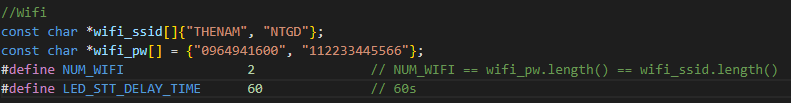 //Wifi
const char *wifi_ssid[]{"THENAM", "NTGD"};
const char *wifi_pw[] = {"0964941600", "112233445566"};
#define NUM_WIFI 2 // NUM_WIFI == wifi_pw.length() == wifi_ssid.length()
#define LED_STT_DELAY_TIME 60 // 60s